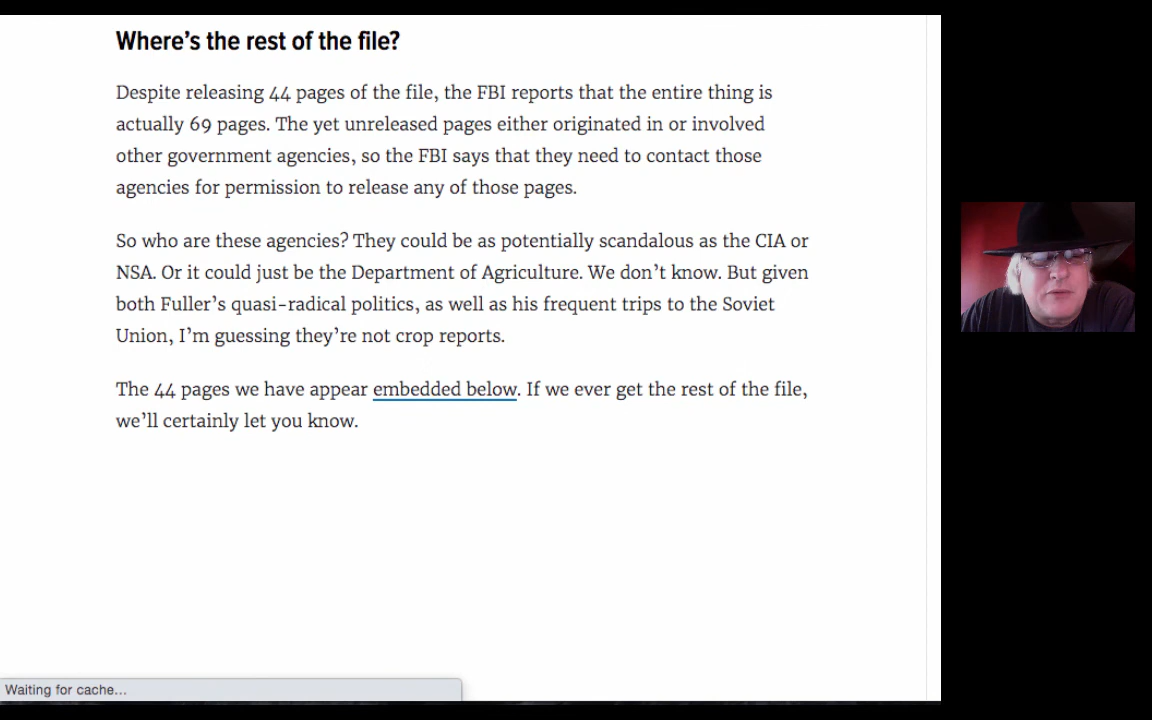 Where’s the rest of the file?
Despite releasing 44 pages of the file, the FBI reports that the entire thing is
actually 69 pages. The yet unreleased pages either originated in or involved
other government agencies, so the FBI says that they need to contact those
agencies for permission to release any of those pages.
So who are these agencies? They could be as potentially scandalous as the CIA or
NSA. Or it could just be the Department of Agriculture. We don’t know. But given
both Fuller’s quasi-radical politics, as well as his frequent trips to the Soviet
Union, I’m guessing they’re not crop reports.
The 44 pages we have appear embedded below. If we ever get the rest of the file,
we’ll certainly let you know.
Waiting for cache...